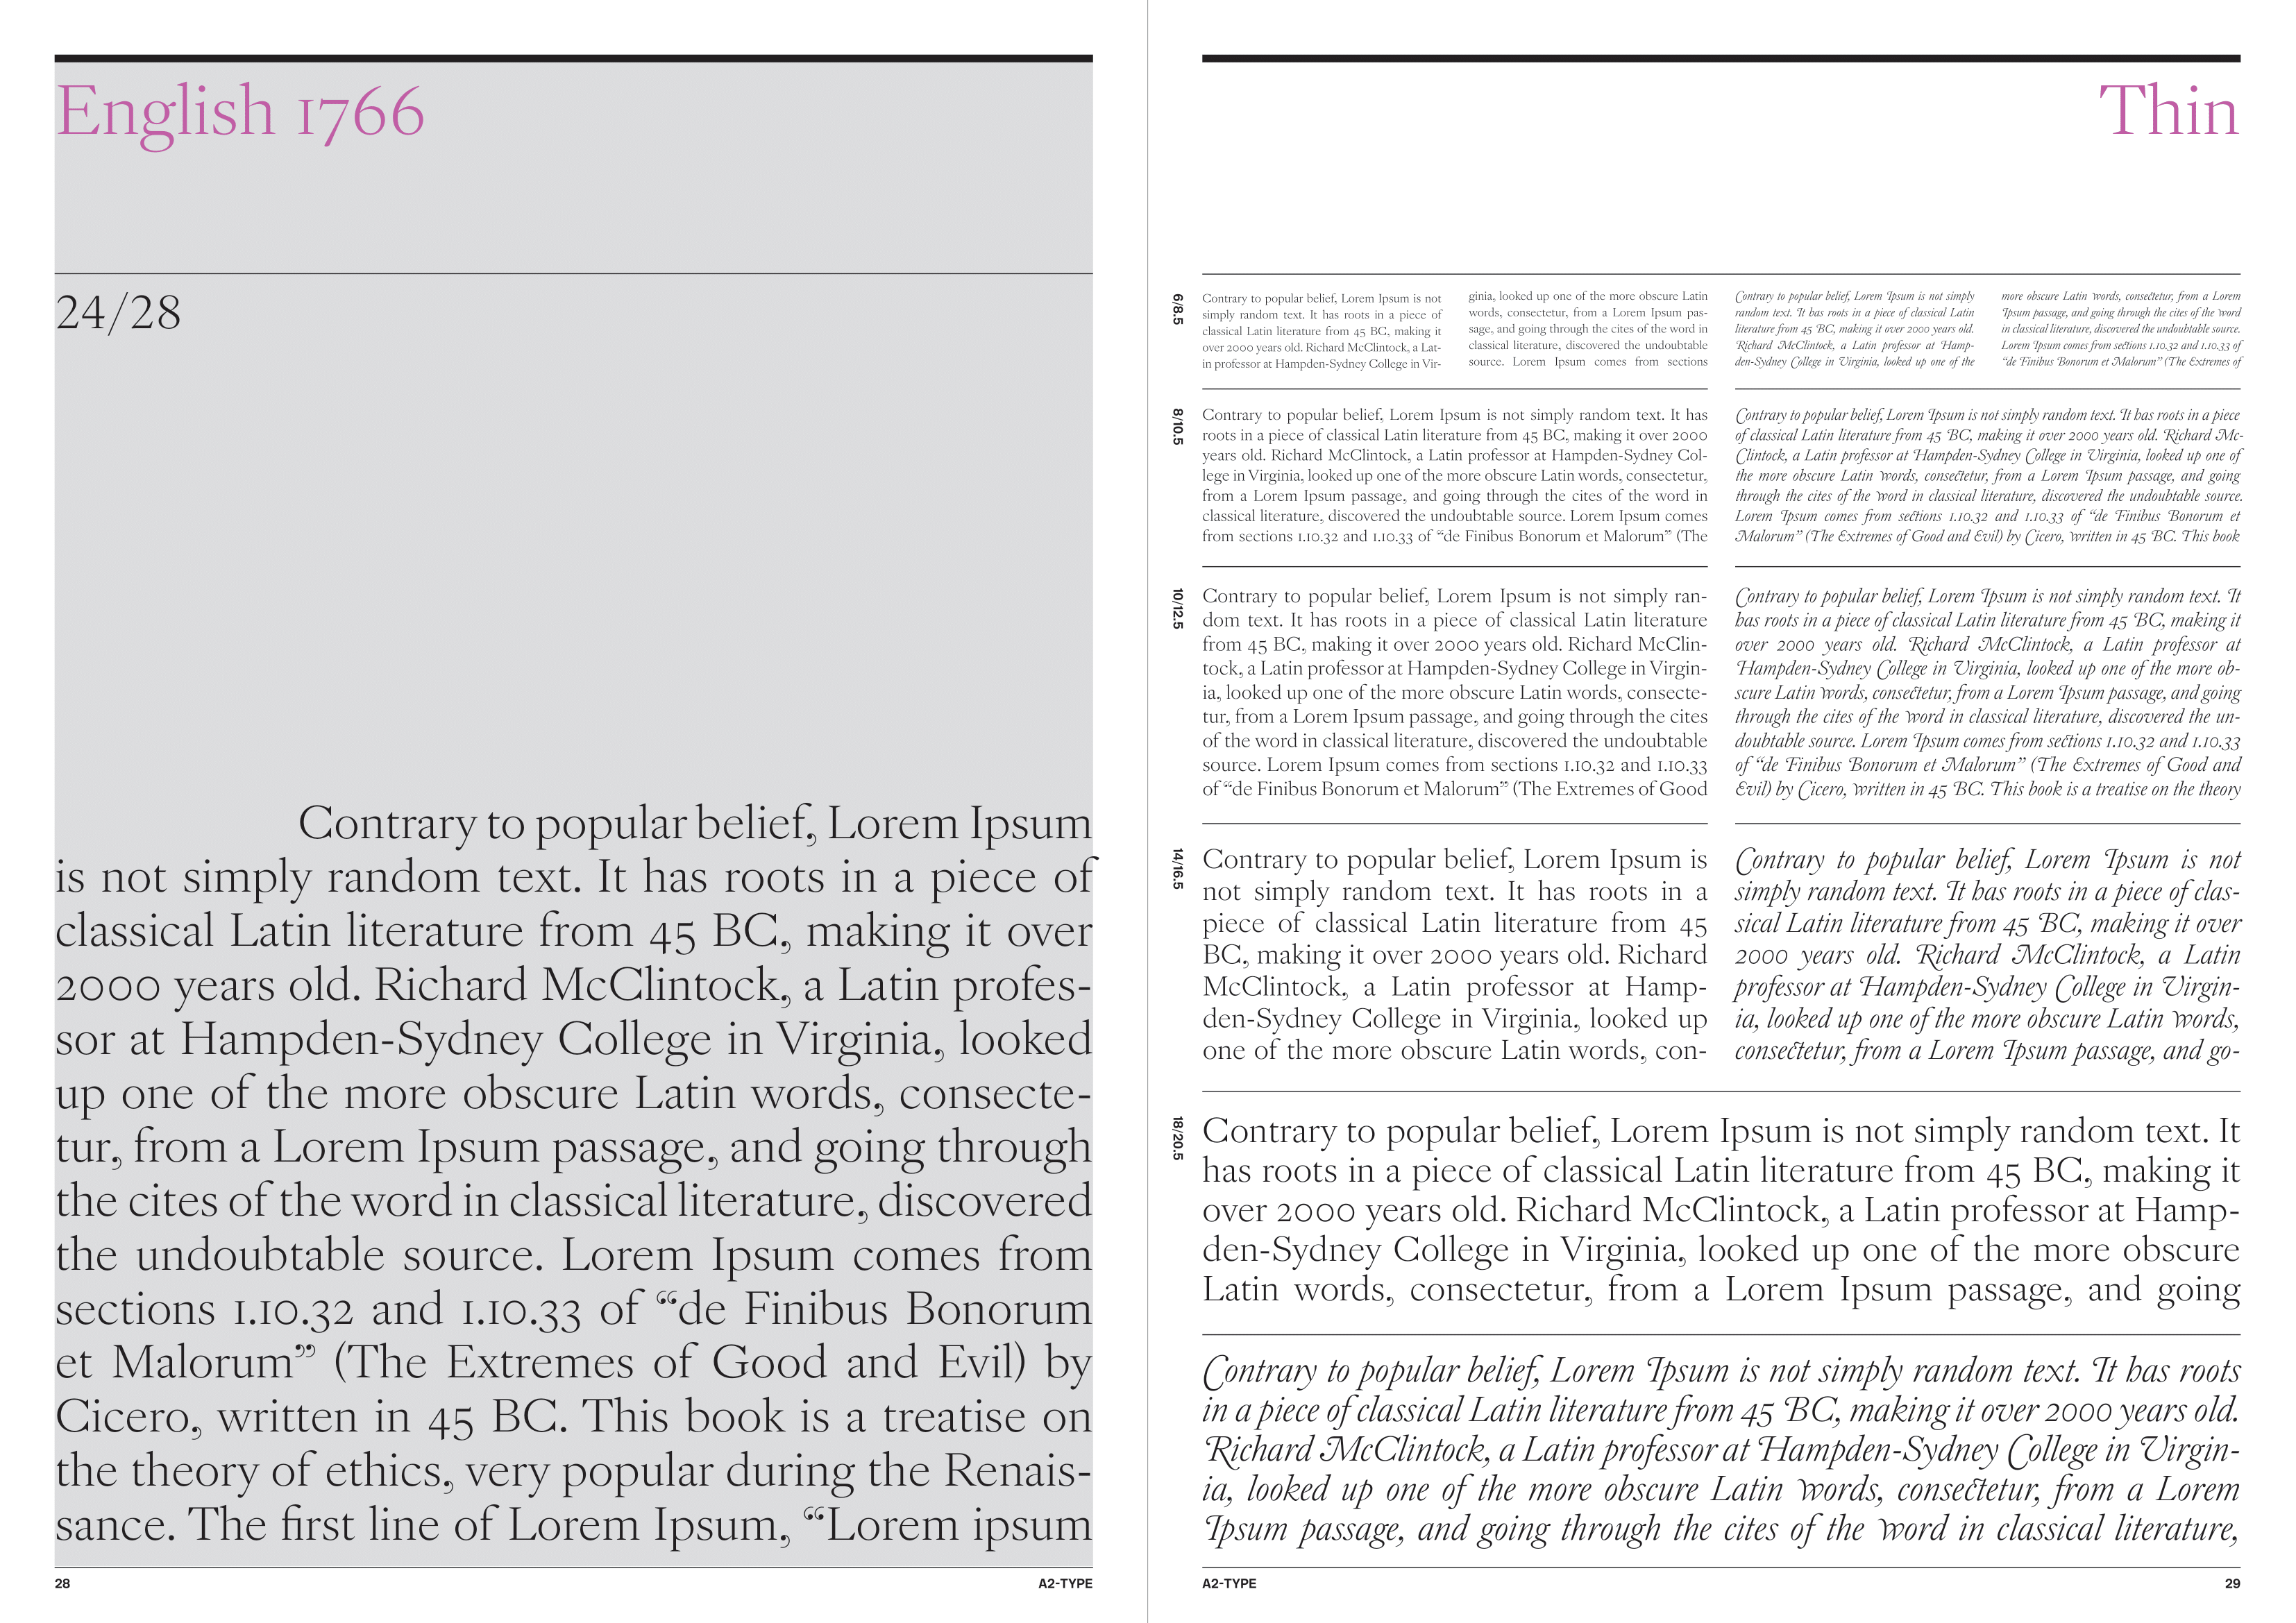 English 1766
24/28
Contrary to popular belief, Lorem Ipsum
is not simply random text. It has roots in a piece of
classical Latin literature from 45 BC, making it over
2000 years old. Richard McClintock, a Latin profes-
sor at Hampden-Sydney College in Virginia, looked
up one of the more obscure Latin words, consecte-
tur, from a Lorem Ipsum passage, and going through
the cites of the word in classical literature, discovered
the undoubtable source. Lorem Ipsum comes from
sections 1.10.32 and 1.10.33 of “de Finibus Bonorum
et Malorum” (The Extremes of Good and Evil) by
Cicero, written in 45 BC. This book is a treatise on
the theory of ethics, very popular during the Renais-
sance. The first line of Lorem Ipsum, “Lorem ipsum
28
A2-TYPE
Thin
6/8.5
Contrary to popular belief, Lorem Ipsum is not
simply random text. It has roots in a piece of
classical Latin literature from 45 BC, making it
over 2000 years old. Richard McClintock, a Lat-
in professor at Hampden-Sydney College in Vir-
ginia, looked up one of the more obscure Latin
words, consectetur, from a Lorem Ipsum pas-
sage, and going through the cites of the word in
classical literature, discovered the undoubtable
source. Lorem Ipsum comes from sections
Contrary to popular belief, Lorem Ipsum is not simply
random text. It has roots in a piece of classical Latin
literature from 45 BC, making it over 2000 years old.
Richard McClintock, a Latin professor at Hamp-
den-Sydney College in Virginia, looked up one of the
more obscure Latin words, consectetur, from a Lorem
Ipsum passage, and going through the cites of the word
in classical literature, discovered the undoubtable source.
Lorem Ipsum comes from sections 1.10.32 and 1.10.33 of
“de Finibus Bonorum et Malorum” (The Extremes of
8/10.5
Contrary to popular belief, Lorem Ipsum is not simply random text. It has
roots in a piece of classical Latin literature from 45 BC, making it over 2000
years old. Richard McClintock, a Latin professor at Hampden-Sydney Col-
lege in Virginia, looked up one of the more obscure Latin words, consectetur,
from a Lorem Ipsum passage, and going through the cites of the word in
classical literature, discovered the undoubtable source. Lorem Ipsum comes
from sections 1.10.32 and 1.10.33 of “de Finibus Bonorum et Malorum” (The
Contrary to popular belief, Lorem Ipsum is not simply random text. It has roots in a piece
of classical Latin literature from 45 BC, making it over 2000 years old. Richard Mc-
Clintock, a Latin professor at Hampden-Sydney College in Virginia, looked up one of
the more obscure Latin words, consectetur, from a Lorem Ipsum passage, and going
through the cites of the word in classical literature, discovered the undoubtable source.
Lorem Ipsum comes from sections 1.10.32 and 1.10.33 of “de Finibus Bonorum et
Malorum” (The Extremes of Good and Evil) by Cicero, written in 45 BC. This book
10/12.5
Contrary to popular belief, Lorem Ipsum is not simply ran-
dom text. It has roots in a piece of classical Latin literature
from 45 BC, making it over 2000 years old. Richard McClin-
tock, a Latin professor at Hampden-Sydney College in Virgin-
ia, looked up one of the more obscure Latin words, consecte-
tur, from a Lorem Ipsum passage, and going through the cites
of the word in classical literature, discovered the undoubtable
source. Lorem Ipsum comes from sections 1.10.32 and 1.10.33
of “de Finibus Bonorum et Malorum” (The Extremes of Good
Contrary to popular belief, Lorem Ipsum is not simply random text. It
has roots in a piece of classical Latin literature from 45 BC, making it
over 2000 years old. Richard McClintock, a Latin professor at
Hampden-Sydney College in Virginia, looked up one of the more ob-
scure Latin words, consectetur, from a Lorem Ipsum passage, and going
through the cites of the word in classical literature, discovered the un-
doubtable source. Lorem Ipsum comes from sections 1.10.32 and 1.10.33
of “de Finibus Bonorum et Malorum” (The Extremes of Good and
Evil) by Cicero, written in 45 BC. This book is a treatise on the theory
14/16.5
Contrary to popular belief, Lorem Ipsum is
not simply random text. It has roots in a
piece of classical Latin literature from 45
BC, making it over 2000 years old. Richard
McClintock, a Latin professor at Hamp-
den-Sydney College in Virginia, looked up
one of the more obscure Latin words, con-
Contrary to popular belief, Lorem Ipsum is not
simply random text. It has roots in a piece of clas-
sical Latin literature from 45 BC, making it over
2000 years old. Richard McClintock, a Latin
professor at Hampden-Sydney College in Virgin-
ia, looked up one of the more obscure Latin words,
consectetur, from a Lorem Ipsum passage, and go-
18/20.5
Contrary to popular belief, Lorem Ipsum is not simply random text. It
has roots in a piece of classical Latin literature from 45 BC, making it
over 2000 years old. Richard McClintock, a Latin professor at Hamp-
den-Sydney College in Virginia, looked up one of the more obscure
Latin words, consectetur, from a Lorem Ipsum passage, and going
Contrary to popular belief, Lorem Ipsum is not simply random text. It has roots
in a piece of classical Latin literature from 45 BC, making it over 2000 years old.
Richard McClintock, a Latin professor at Hampden-Sydney College in Virgin-
ia, looked up one of the more obscure Latin words, consectetur, from a Lorem
Ipsum passage, and going through the cites of the word in classical literature,
A2-TYPE
29